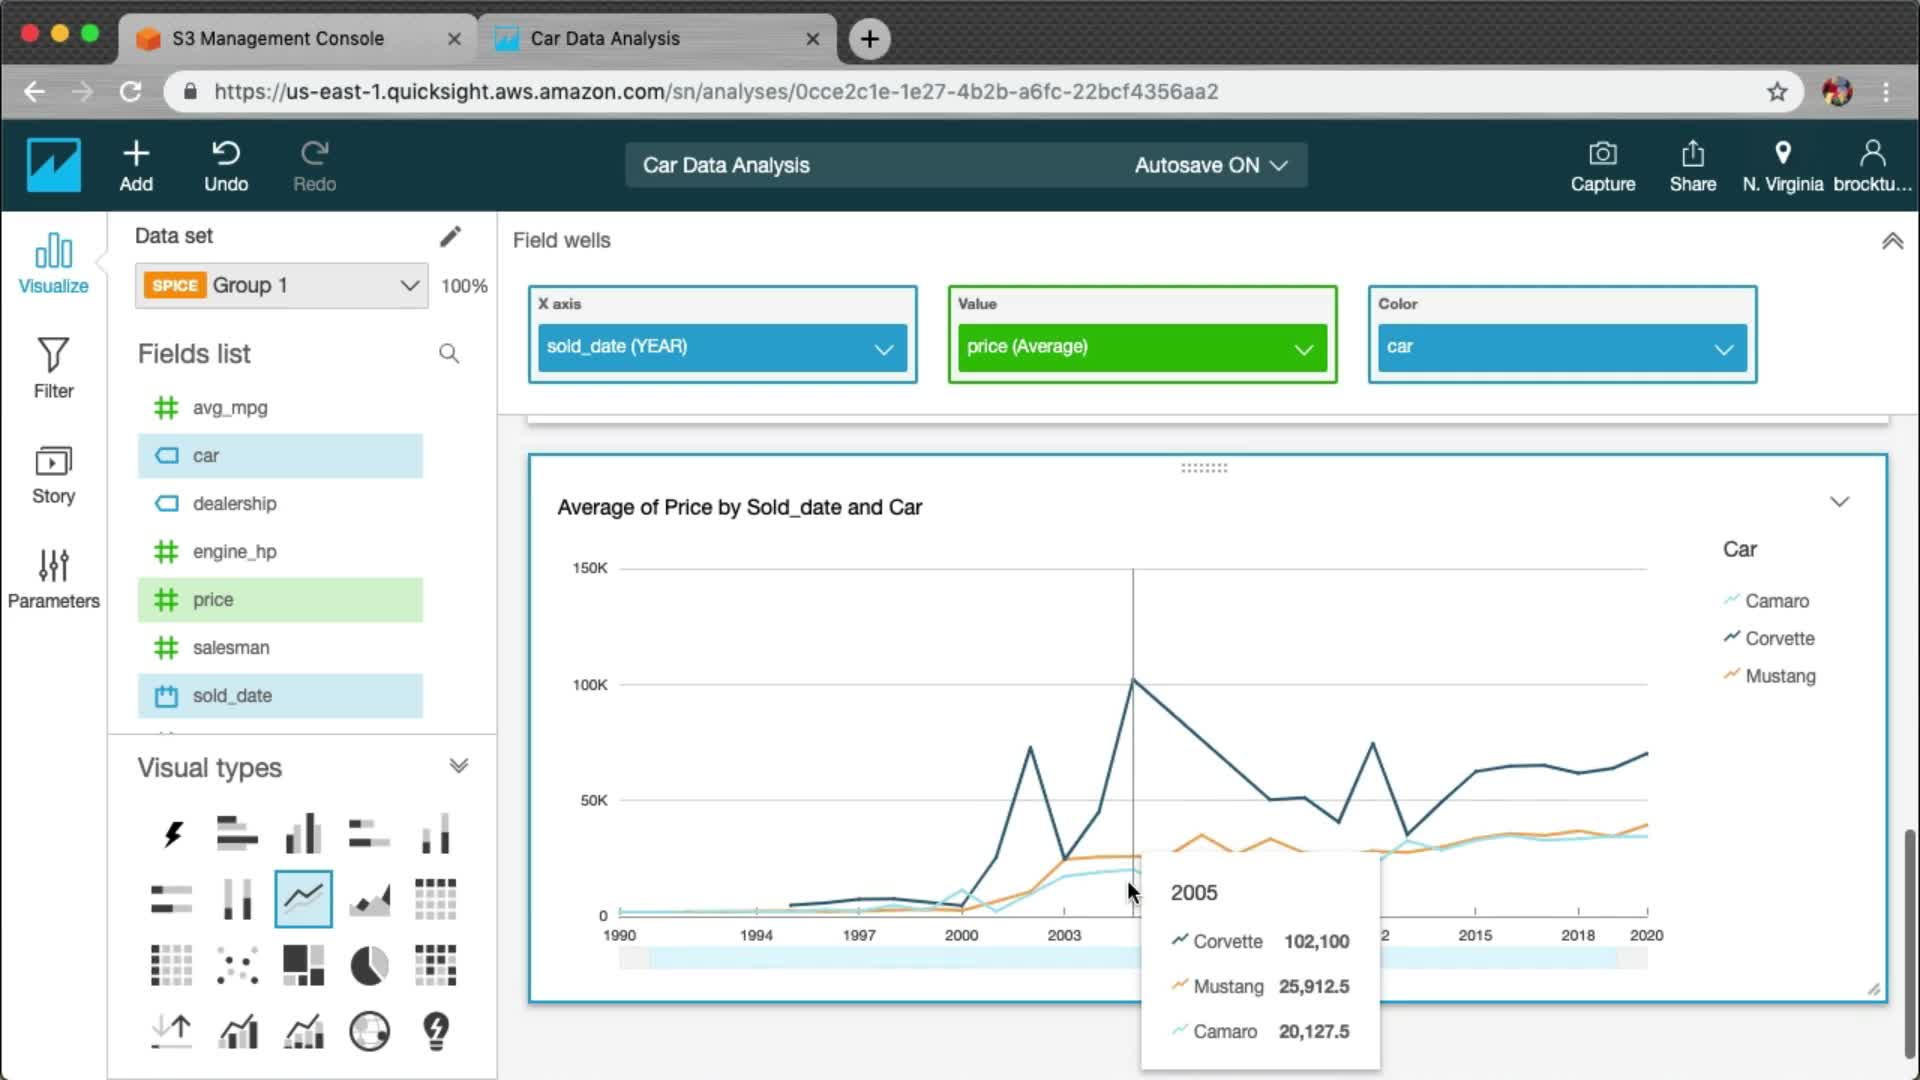 S3 Management Console
Car Data Analysis
https://us-east-1.quicksight.aws.amazon.com/sn/analyses/0cce2c1e-1e27-4b2b-a6fc-22bcf4356aa2
Add
Undo
Redo
Car Data Analysis
Autosave ON
Capture
Share
N. Virginia
brocktu...
Visualize
Filter
Story
Parameters
Data set
SPICE Group 1
100%
Fields list
avg_mpg
car
dealership
engine_hp
price
salesman
sold_date
Visual types
Field wells
X axis
sold_date (YEAR)
Value
price (Average)
Color
car
Average of Price by Sold_date and Car
150K
100K
50K
0
1990 1994 1997 2000 2003 2 2015 2018 2020
Car
Camaro
Corvette
Mustang
2005
Corvette 102,100
Mustang 25,912.5
Camaro 20,127.5